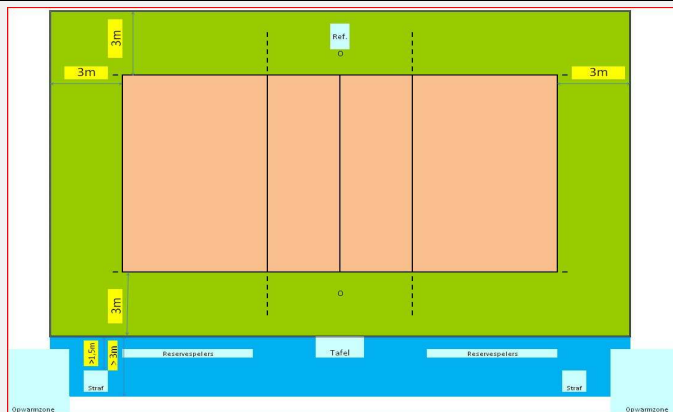 3m
Ref.
3m
3m
3m
>1.5m
> 3m
Reservespelers
Tafel
Reservespelers
Straf
Straf
Opwarmzone
Opwarmzone